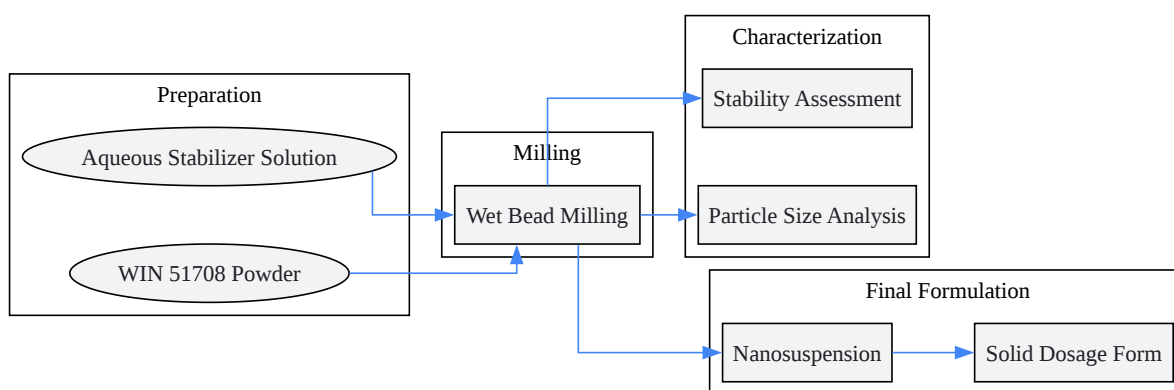 Preparation
Aqueous Stabilizer Solution
WIN 51708 Powder
Milling
Wet Bead Milling
Characterization
Stability Assessment
Particle Size Analysis
Final Formulation
Nanosuspension
Solid Dosage Form